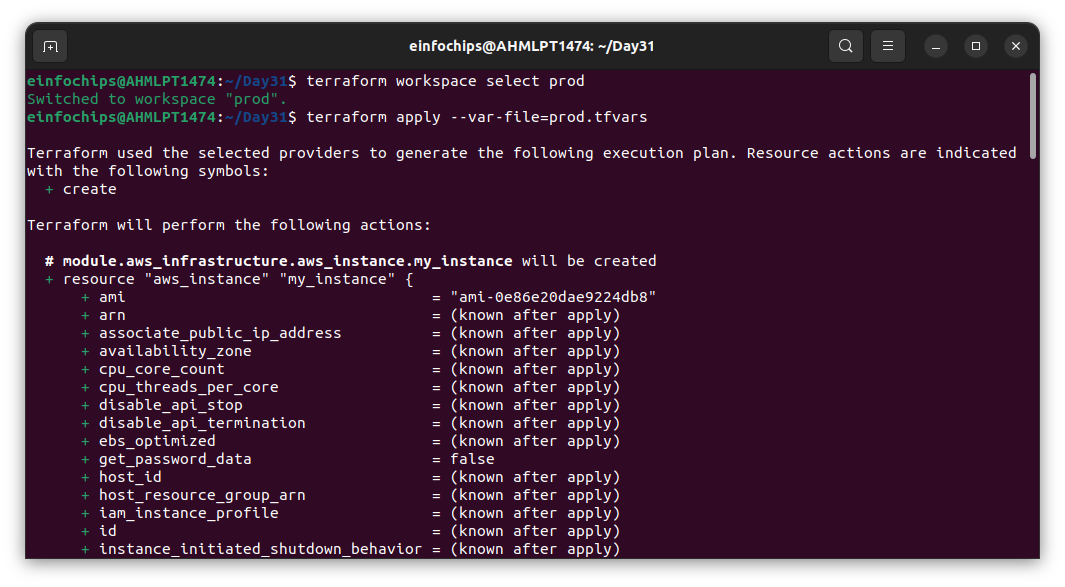 einfochips@AHMLPT1474: ~/Day31
einfochips@AHMLPT1474:~/Day31$ terraform workspace select prod
Switched to workspace "prod".
einfochips@AHMLPT1474:~/Day31$ terraform apply --var-file=prod.tfvars
Terraform used the selected providers to generate the following execution plan. Resource actions are indicated
with the following symbols:
  + create
Terraform will perform the following actions:
  # module.aws_infrastructure.aws_instance.my_instance will be created
  + resource "aws_instance" "my_instance" {
      + ami                                  = "ami-0e86e20dae9224db8"
      + arn                                  = (known after apply)
      + associate_public_ip_address          = (known after apply)
      + availability_zone                    = (known after apply)
      + cpu_core_count                       = (known after apply)
      + cpu_threads_per_core                 = (known after apply)
      + disable_api_stop                     = (known after apply)
      + disable_api_termination              = (known after apply)
      + ebs_optimized                        = (known after apply)
      + get_password_data                    = false
      + host_id                              = (known after apply)
      + host_resource_group_arn              = (known after apply)
      + iam_instance_profile                 = (known after apply)
      + id                                   = (known after apply)
      + instance_initiated_shutdown_behavior = (known after apply)